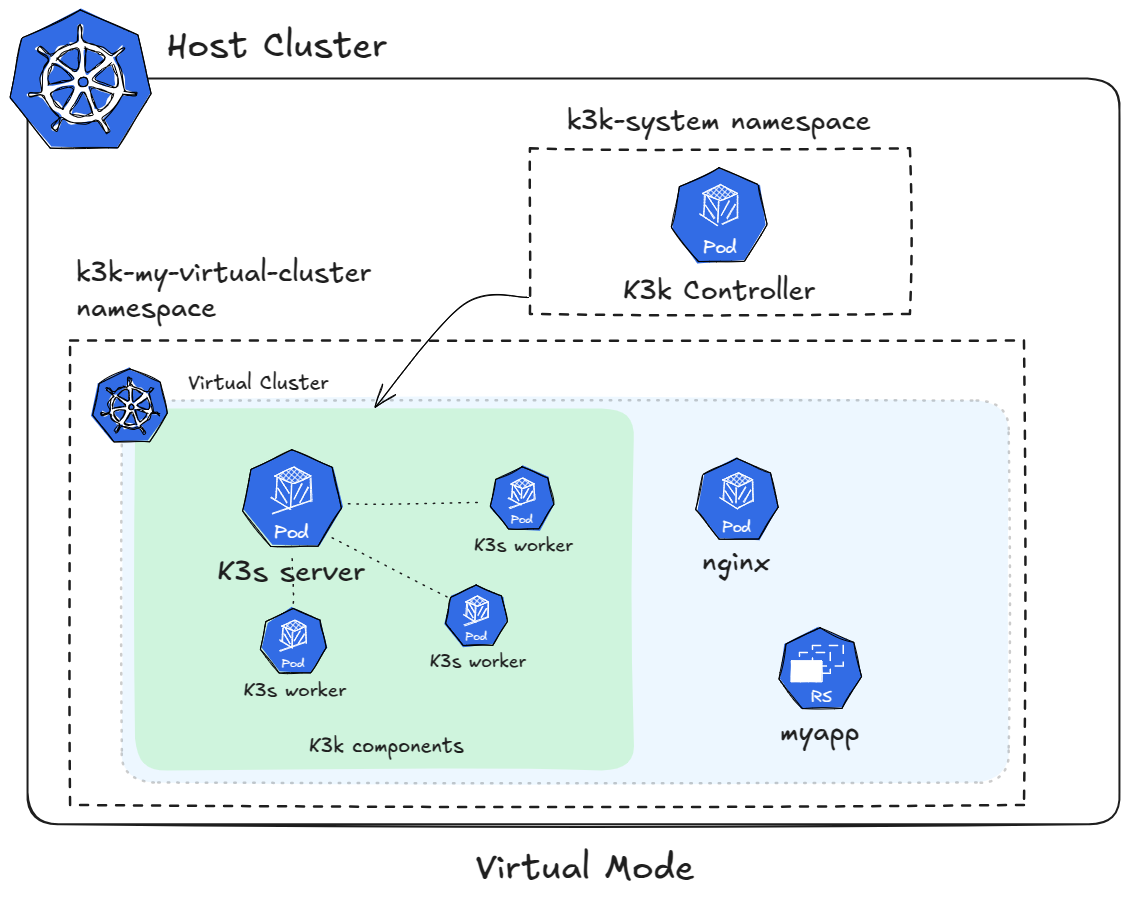 Host Cluster
k3k-system namespace
Pod
K3k Controller
k3k-my-virtual-cluster
namespace
Virtual Cluster
Pod
K3s server
Pod
K3s worker
Pod
K3s worker
Pod
K3s worker
K3k components
Pod
nginx
RS
myapp
Virtual Mode